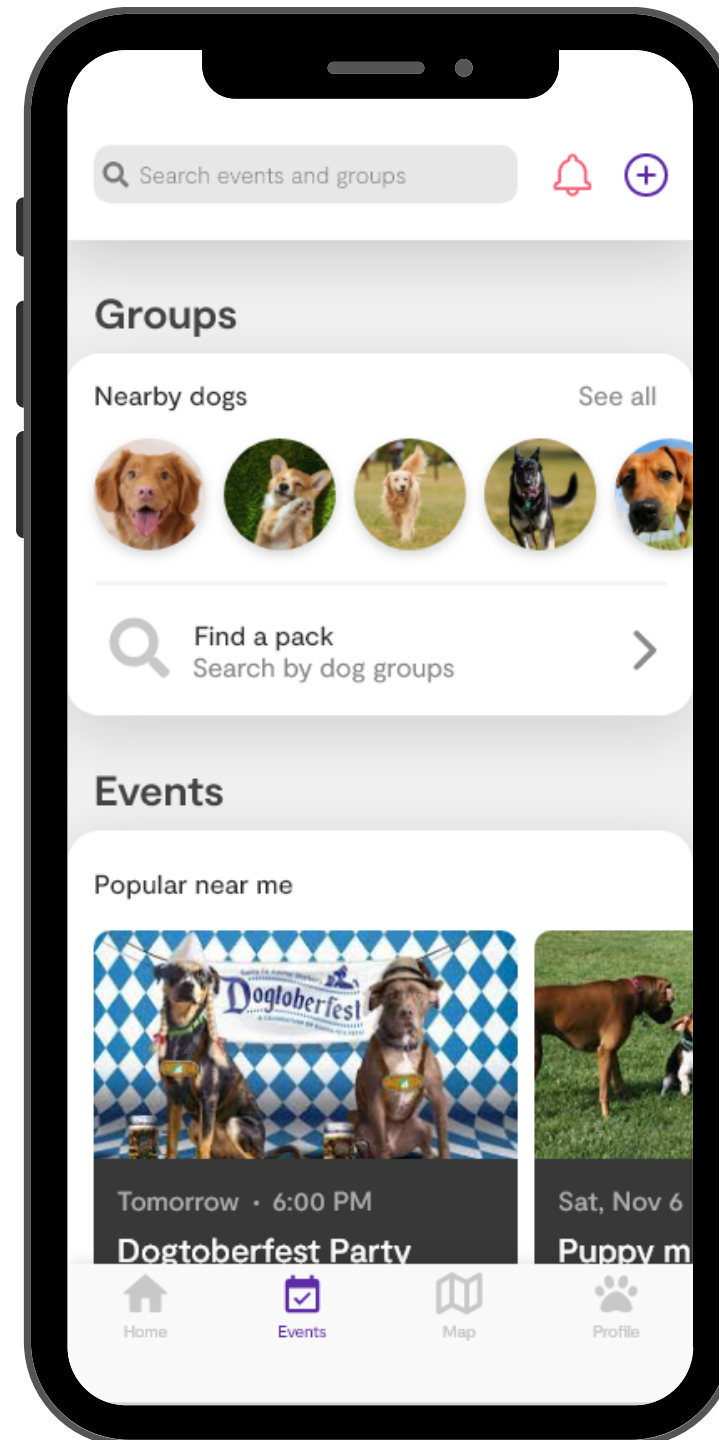 Search events and groups
Groups
Nearby dogs
See all
Find a pack
Search by dog groups
Events
Popular near me
Dogtoberfest
Tomorrow · 6:00 PM
Dogtoberfest Party
Sat, Nov 6
Puppy m
Home
Events
Map
Profile